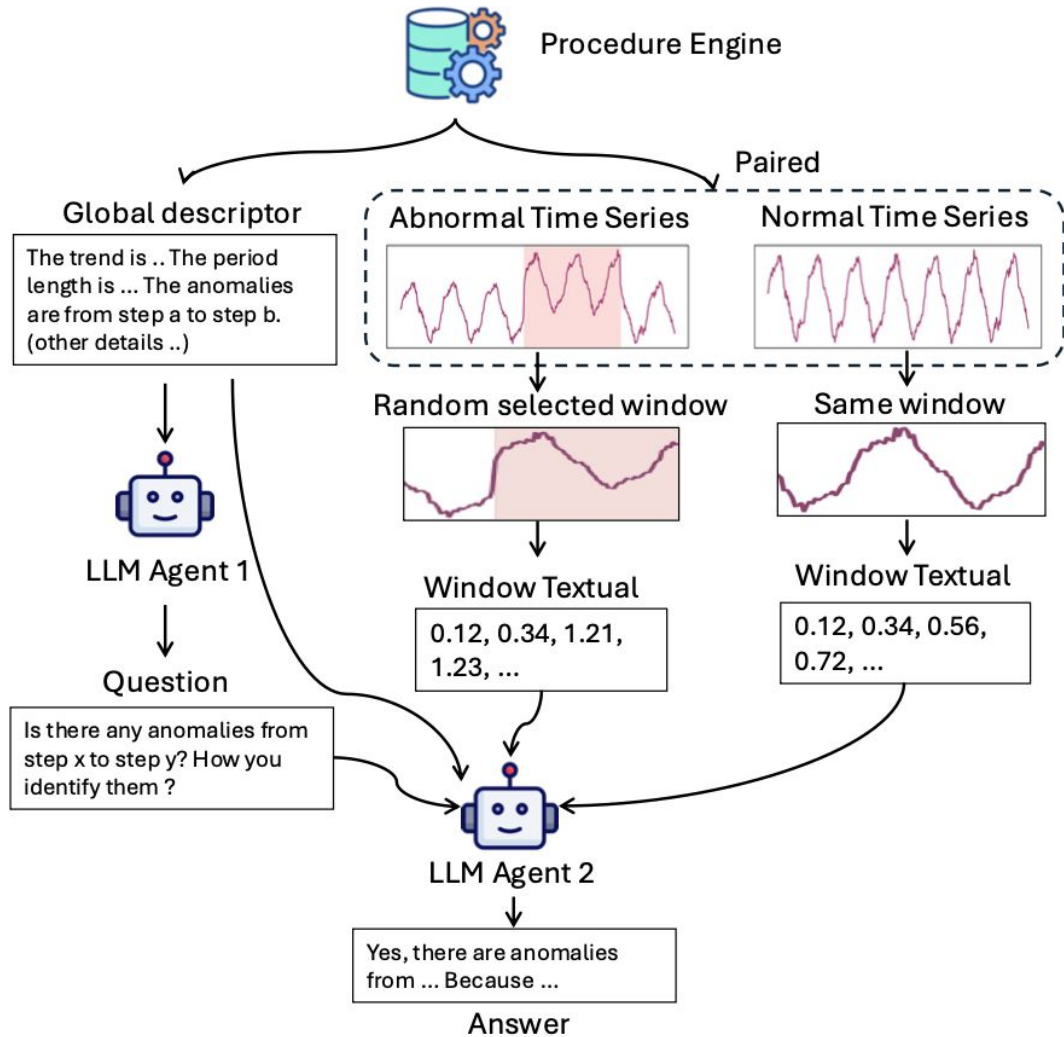 Procedure Engine
Paired
Global descriptor
The trend is .. The period
length is ... The anomalies
are from step a to step b.
(other details ..)
Abnormal Time Series
Normal Time Series
Random selected window
Same window
LLM Agent 1
Window Textual
0.12, 0.34, 1.21,
1.23, ...
Window Textual
0.12, 0.34, 0.56,
0.72, ...
Question
Is there any anomalies from
step x to step y? How you
identify them ?
LLM Agent 2
Yes, there are anomalies
from ... Because ...
Answer